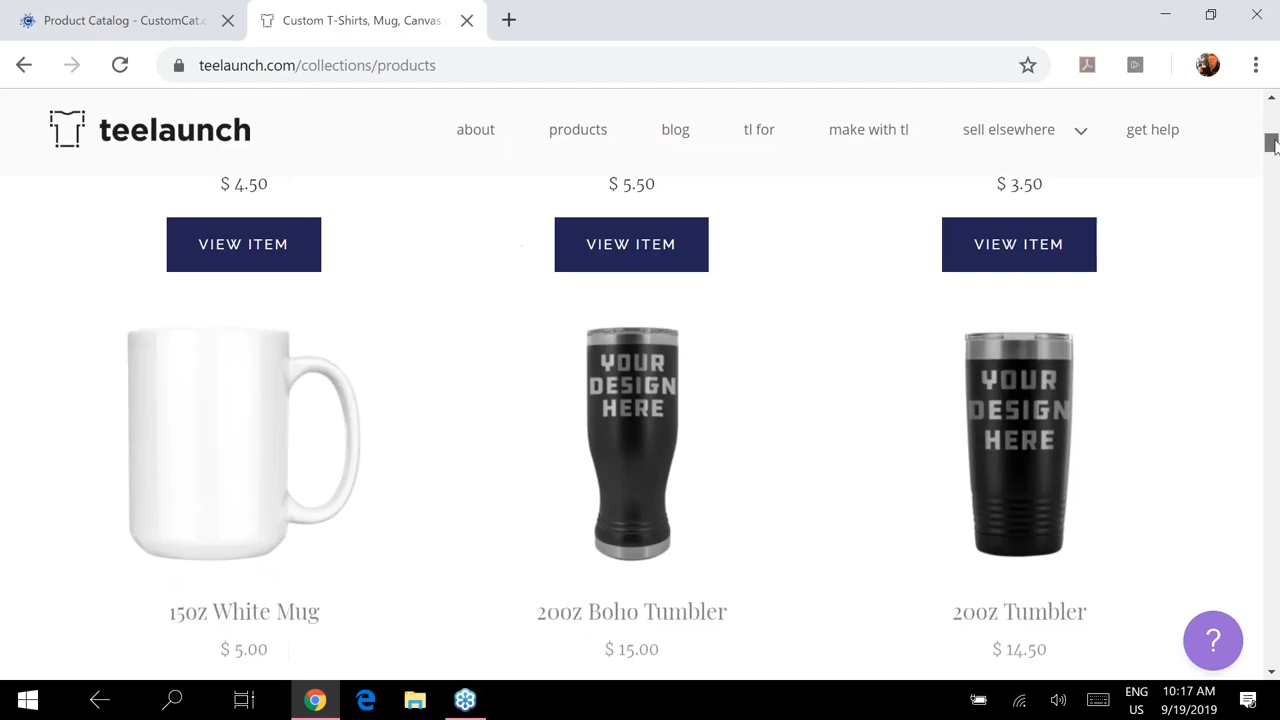 Product Catalog - CustomCat.
Custom T-Shirts, Mug, Canvas
teelaunch.com/collections/products
teelaunch
about
products
blog
tl for
make with tl
sell elsewhere
get help
$ 4.50
$ 5.50
$ 3.50
VIEW ITEM
VIEW ITEM
VIEW ITEM
YOUR
DESIGN
HERE
YOUR
DESIGN
HERE
15oz White Mug
20oz Boho Tumbler
20oz Tumbler
$ 5.00
$ 15.00
$ 14.50
?
ENG
US
10:17 AM
9/19/2019